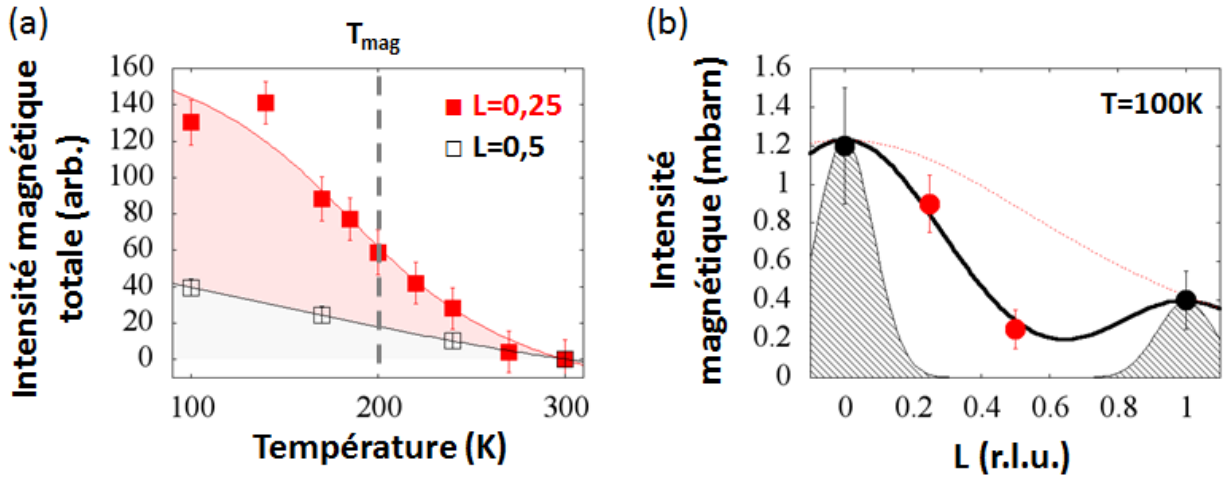 (a)
T_mag
Intensité magnétique
totale (arb.)
160
140
120
100
80
60
40
20
0
L=0,25
L=0,5
100
200
300
Température (K)
(b)
Intensité
magnétique (mbarn)
1.6
1.4
1.2
1
0.8
0.6
0.4
0.2
0
T=100K
0
0.2
0.4
0.6
0.8
1
L (r.l.u.)